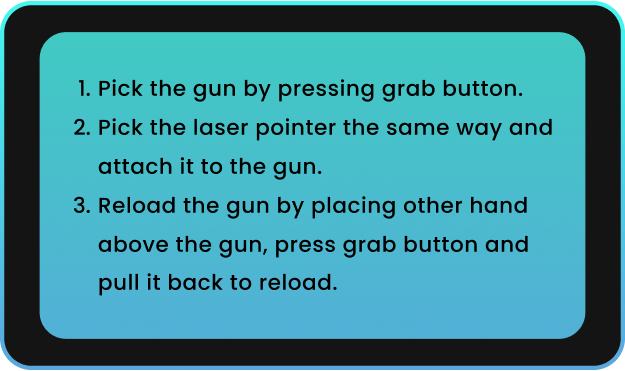 1. Pick the gun by pressing grab button.
2. Pick the laser pointer the same way and
attach it to the gun.
3. Reload the gun by placing other hand
above the gun, press grab button and
pull it back to reload.